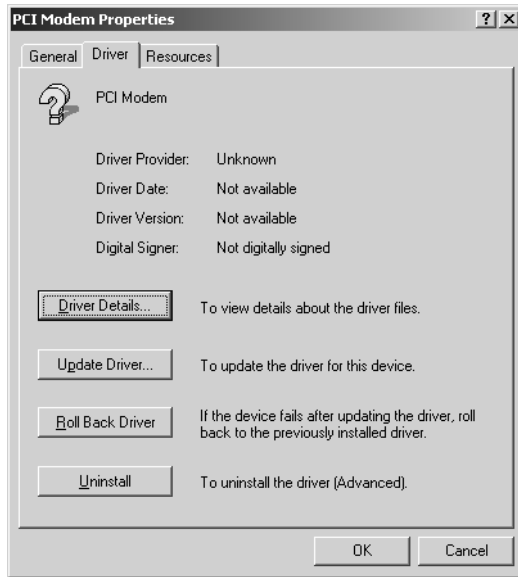 PCI Modem Properties
General Driver Resources
PCI Modem
Driver Provider: Unknown
Driver Date: Not available
Driver Version: Not available
Digital Signer: Not digitally signed
Driver Details... To view details about the driver files.
Update Driver... To update the driver for this device.
Roll Back Driver If the device fails after updating the driver, roll
back to the previously installed driver.
Uninstall To uninstall the driver (Advanced).
OK Cancel